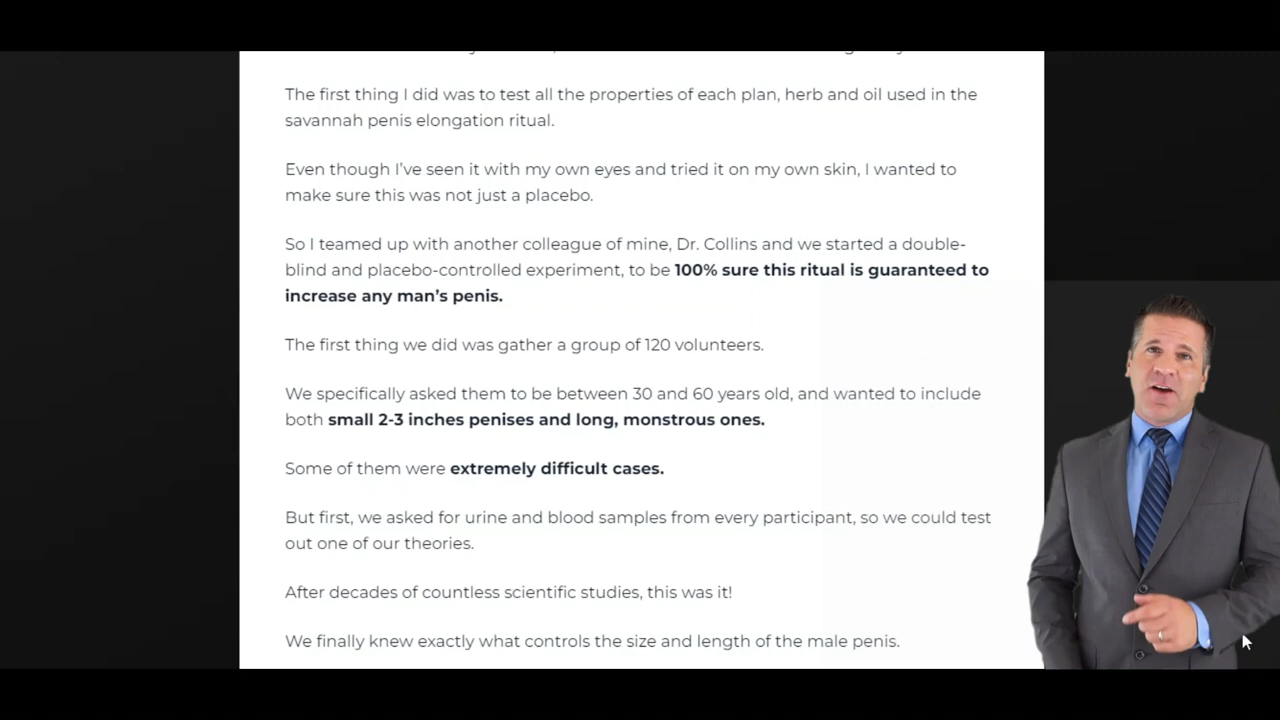 The first thing I did was to test all the properties of each plan, herb and oil used in the
savannah penis elongation ritual.
Even though I've seen it with my own eyes and tried it on my own skin, I wanted to
make sure this was not just a placebo.
So I teamed up with another colleague of mine, Dr. Collins and we started a double-
blind and placebo-controlled experiment, to be 100% sure this ritual is guaranteed to
increase any man's penis.
The first thing we did was gather a group of 120 volunteers.
We specifically asked them to be between 30 and 60 years old, and wanted to include
both small 2-3 inches penises and long, monstrous ones.
Some of them were extremely difficult cases.
But first, we asked for urine and blood samples from every participant, so we could test
out one of our theories.
After decades of countless scientific studies, this was it!
We finally knew exactly what controls the size and length of the male penis.